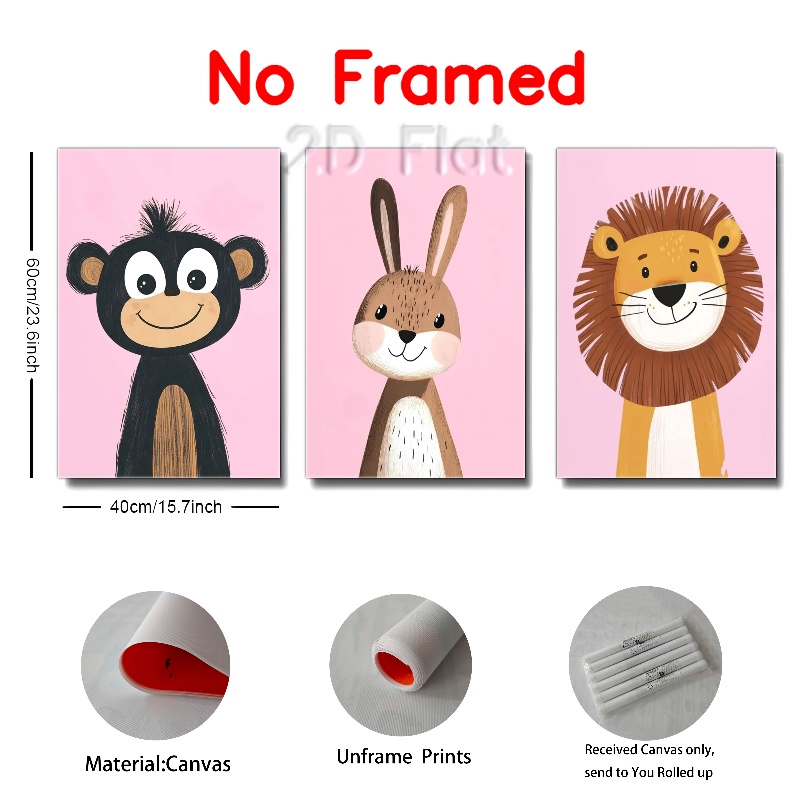 No Framed
2D Flat
60cm/23.6inch
40cm/15.7inch
Material:Canvas
Unframe Prints
Received Canvas only,
send to You Rolled up